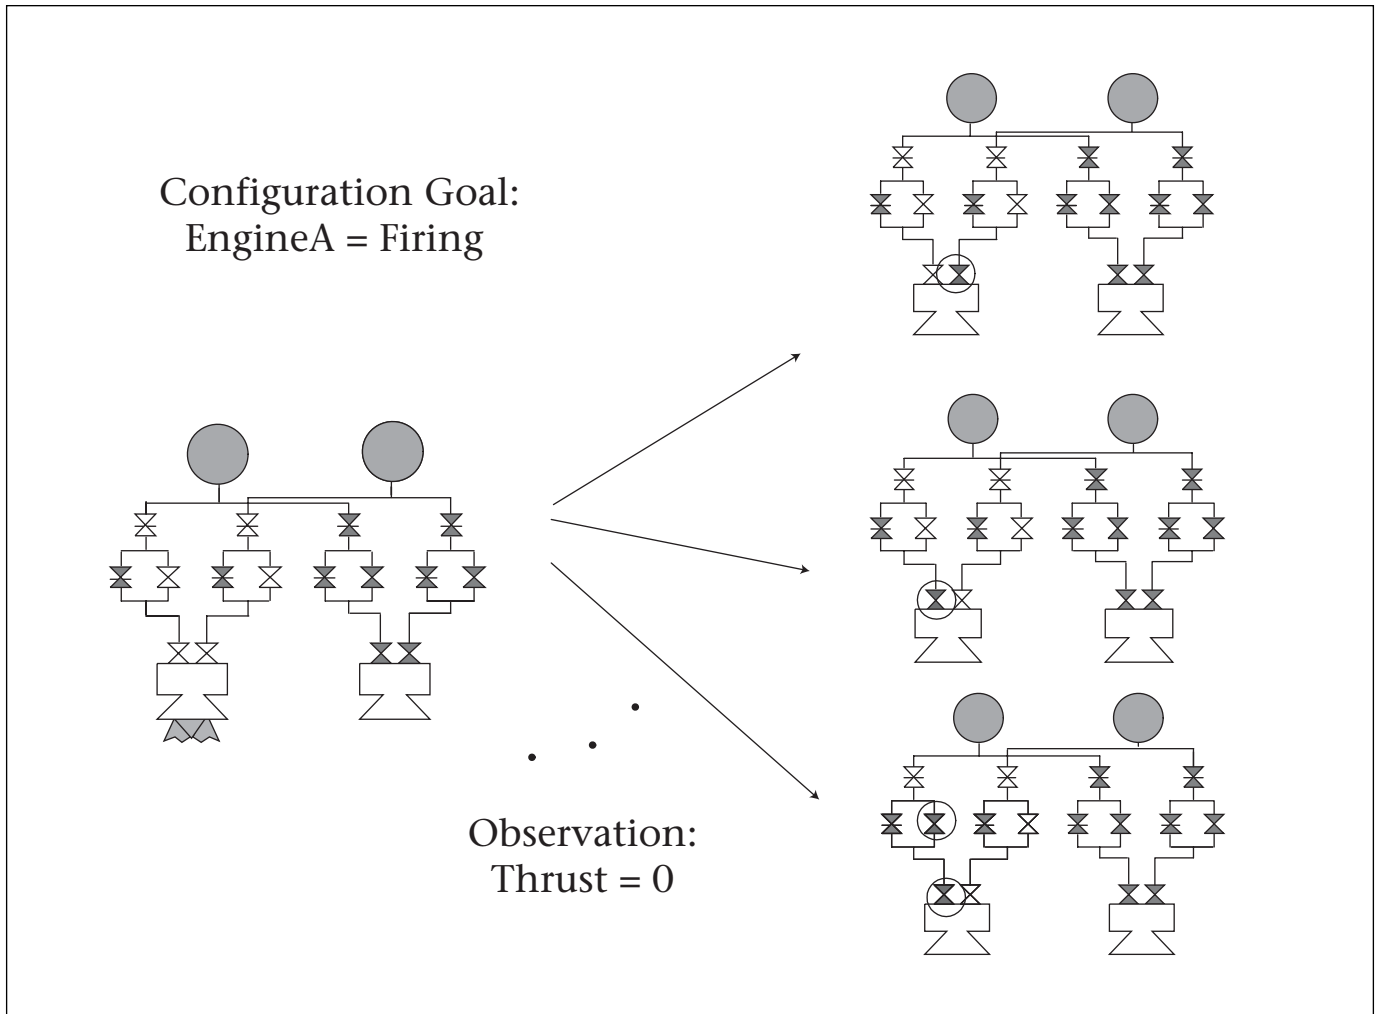 Configuration Goal:
EngineA = Firing
Observation:
Thrust = 0